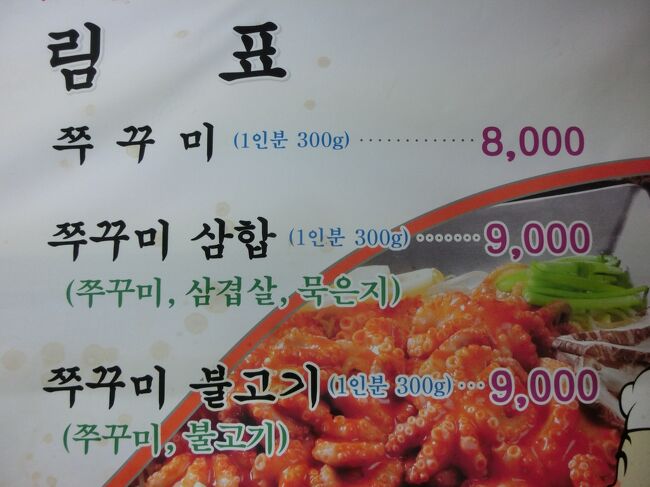 림 표
쭈 꾸 미 (1인분 300g) ·············· 8,000
쭈꾸미 삼합 (1인분 300g) ······· 9,000
(쭈꾸미, 삼겹살, 묵은지)
쭈꾸미 불고기 (1인분 300g) ··· 9,000
(쭈꾸미, 불고기)